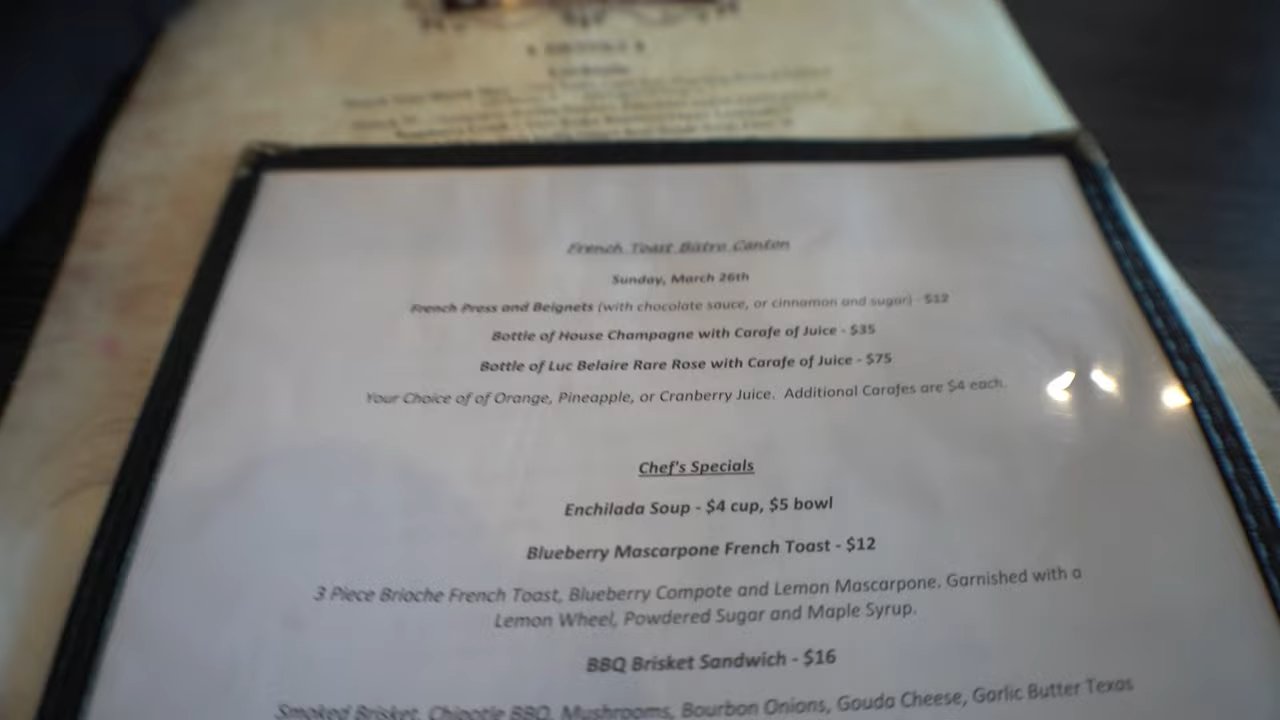 French Toast Bistro Canton
Sunday, March 26th
French Press and Beignets (with chocolate sauce, or cinnamon and sugar) - $12
Bottle of House Champagne with Carafe of Juice - $35
Bottle of Luc Belaire Rare Rose with Carafe of Juice - $75
Your Choice of of Orange, Pineapple, or Cranberry Juice. Additional Carafes are $4 each.
Chef's Specials
Enchilada Soup - $4 cup, $5 bowl
Blueberry Mascarpone French Toast - $12
3 Piece Brioche French Toast, Blueberry Compote and Lemon Mascarpone. Garnished with a
Lemon Wheel, Powdered Sugar and Maple Syrup.
BBQ Brisket Sandwich - $16
Smoked Brisket, Chipotle BBQ, Mushrooms, Bourbon Onions, Gouda Cheese, Garlic Butter Texas